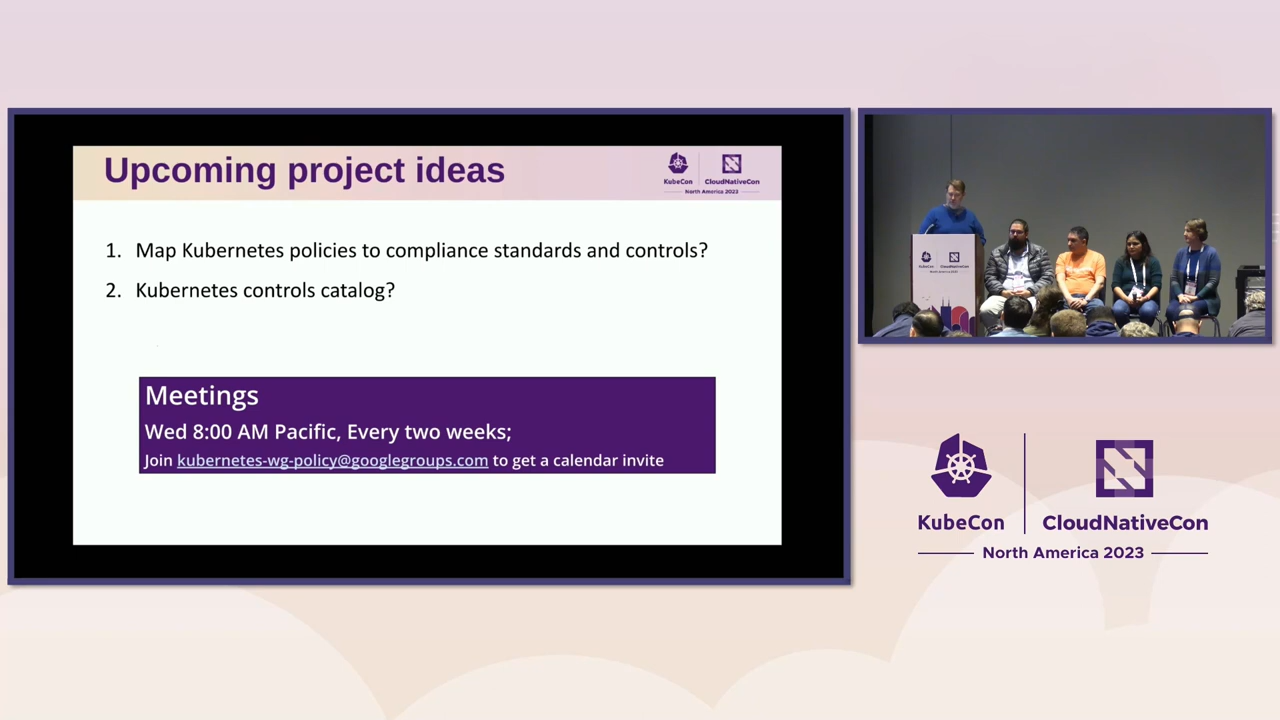 Upcoming project ideas
KubeCon
CloudNativeCon
North America 2023
1. Map Kubernetes policies to compliance standards and controls?
2. Kubernetes controls catalog?
Meetings
Wed 8:00 AM Pacific, Every two weeks;
Join kubernetes-wg-policy@googlegroups.com to get a calendar invite
KubeCon
CloudNativeCon
North America 2023